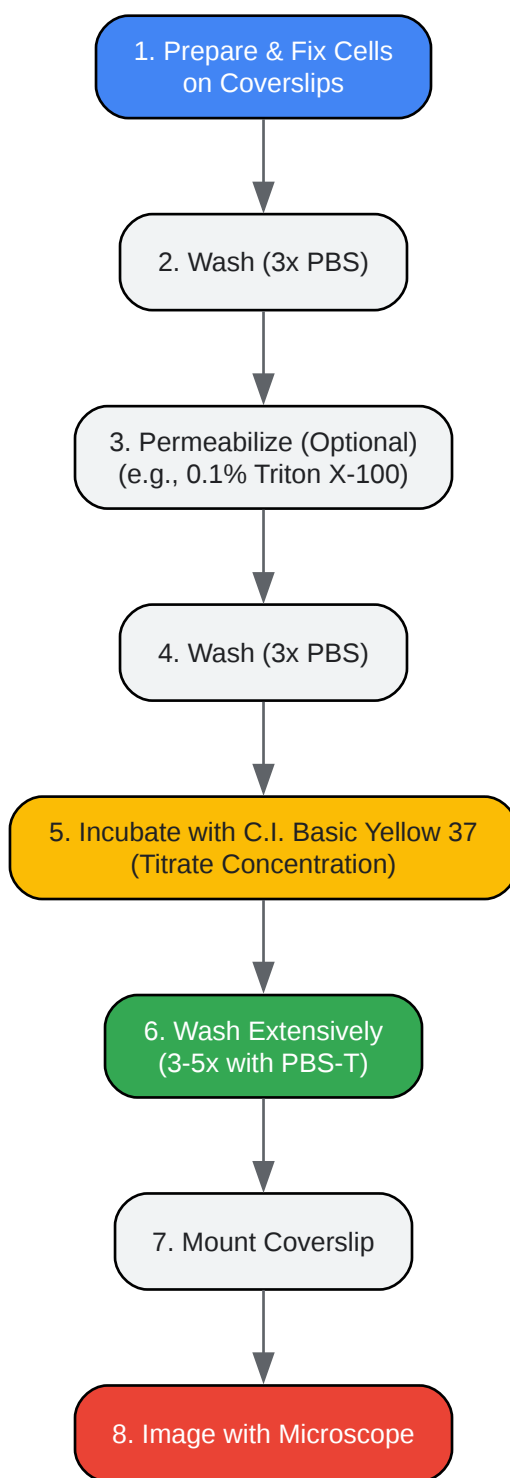 1. Prepare & Fix Cells
on Coverslips
2. Wash (3x PBS)
3. Permeabilize (Optional)
(e.g., 0.1% Triton X-100)
4. Wash (3x PBS)
5. Incubate with C.I. Basic Yellow 37
(Titrate Concentration)
6. Wash Extensively
(3-5x with PBS-T)
7. Mount Coverslip
8. Image with Microscope